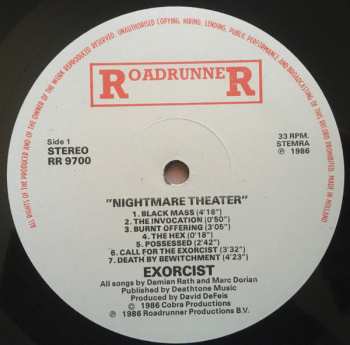 ALL RIGHTS OF THE PRODUCER AND OF THE OWNER OF THE WORK REPRODUCED RESERVED. UNAUTHORISED COPYING, HIRING, LENDING, PUBLIC PERFORMANCE AND BROADCASTING OF THIS RECORD PROHIBITED. MADE IN HOLLAND
ROADRUNNER
Side 1
STEREO
RR 9700
33 RPM.
STEMRA
℗ 1986
"NIGHTMARE THEATER"
1. BLACK MASS (4'18")
2. THE INVOCATION (0'50")
3. BURNT OFFERING (3'05")
4. THE HEX (0'18")
5. POSSESSED (2'42")
6. CALL FOR THE EXORCIST (3'32")
7. DEATH BY BEWITCHMENT (4'23")
EXORCIST
All songs by Damian Rath and Marc Dorian
Published by Deathtone Music
Produced by David DeFeis
© 1986 Cobra Productions
℗ 1986 Roadrunner Productions B.V.